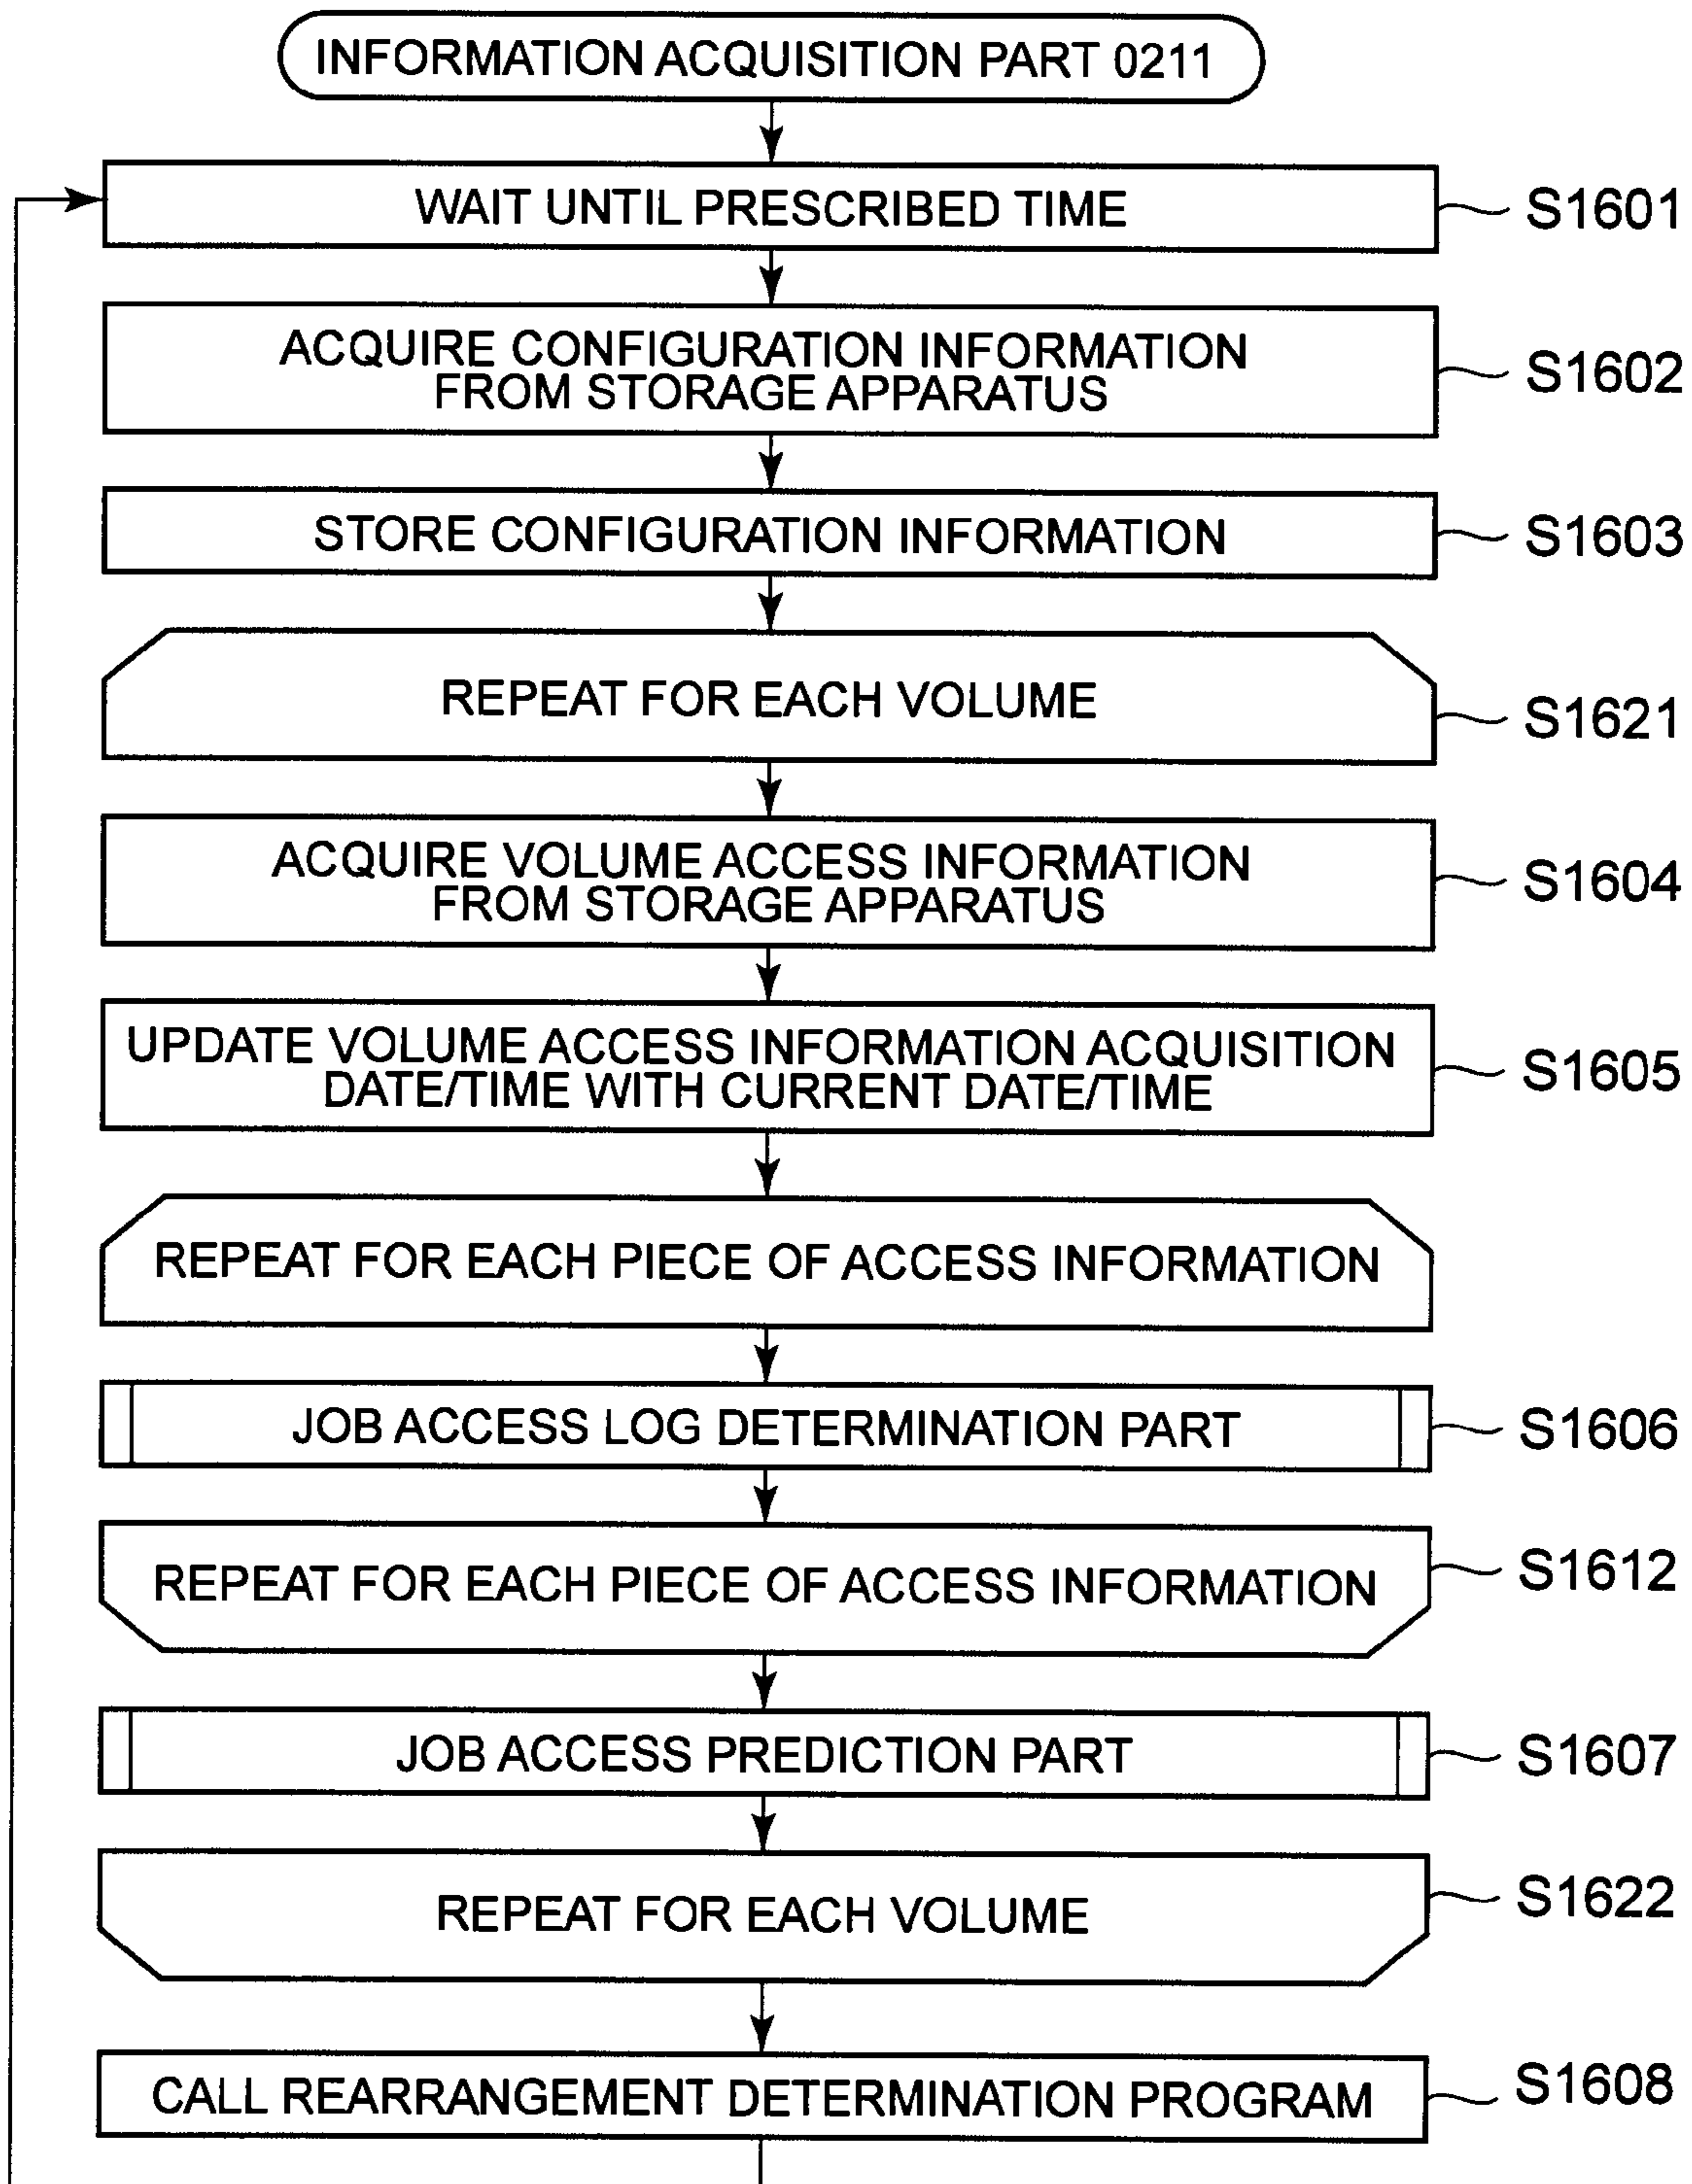 INFORMATION ACQUISITION PART 0211
WAIT UNTIL PRESCRIBED TIME
S1601
ACQUIRE CONFIGURATION INFORMATION
FROM STORAGE APPARATUS
S1602
STORE CONFIGURATION INFORMATION
S1603
REPEAT FOR EACH VOLUME
S1621
ACQUIRE VOLUME ACCESS INFORMATION
FROM STORAGE APPARATUS
S1604
UPDATE VOLUME ACCESS INFORMATION ACQUISITION
DATE/TIME WITH CURRENT DATE/TIME
S1605
REPEAT FOR EACH PIECE OF ACCESS INFORMATION
JOB ACCESS LOG DETERMINATION PART
S1606
REPEAT FOR EACH PIECE OF ACCESS INFORMATION
S1612
JOB ACCESS PREDICTION PART
S1607
REPEAT FOR EACH VOLUME
S1622
CALL REARRANGEMENT DETERMINATION PROGRAM
S1608